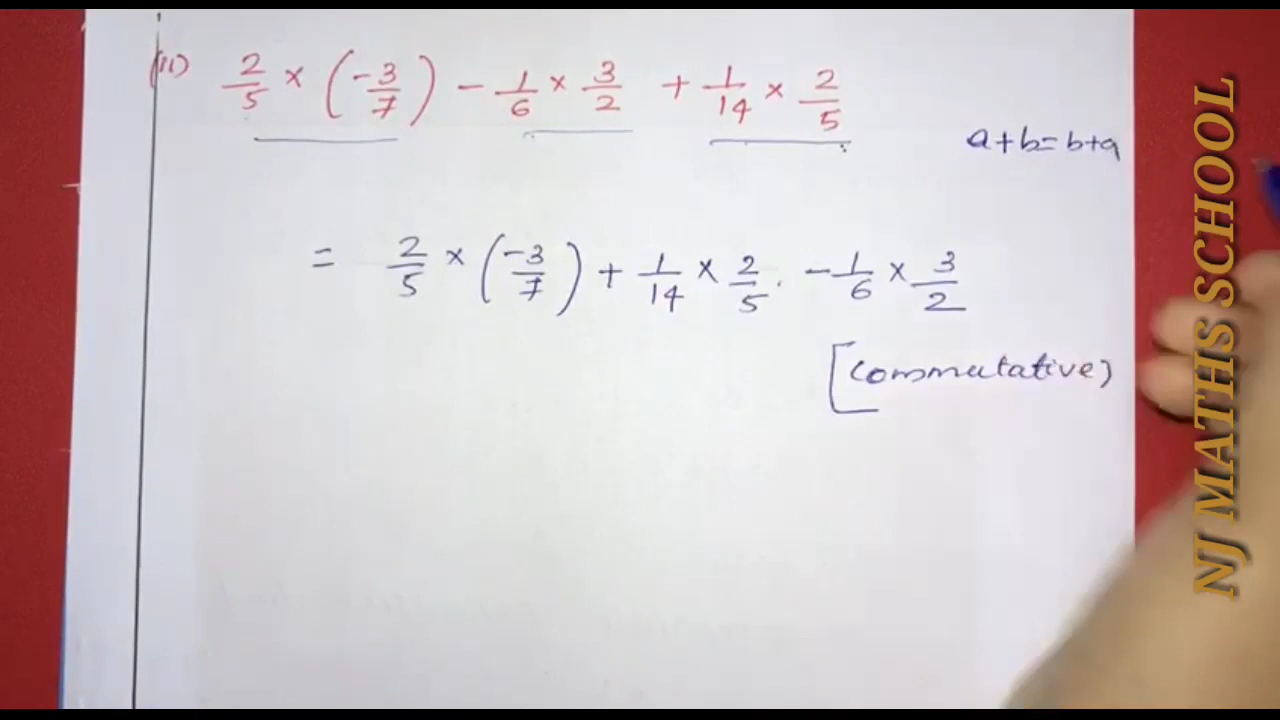 (ii) 2/5 × (-3/7) - 1/6 × 3/2 + 1/14 × 2/5
a+b=b+a
= 2/5 × (-3/7) + 1/14 × 2/5 - 1/6 × 3/2
[commutative)
NJ MATHS SCHOOL